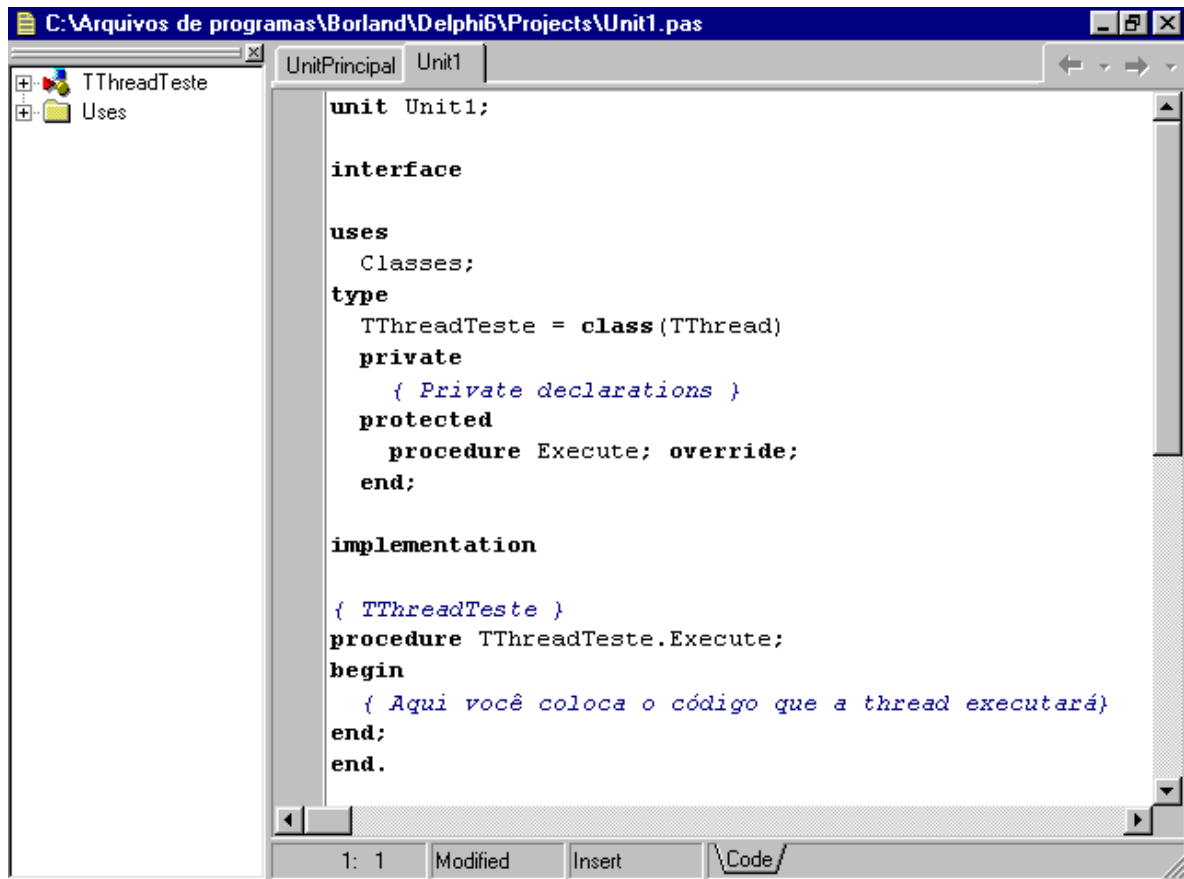 C:\Arquivos de programas\Borland\Delphi6\Projects\Unit1.pas
TThreadTeste
Uses
UnitPrincipal Unit1
unit Unit1;
interface
uses
Classes;
type
TThreadTeste = class(TThread)
private
{ Private declarations }
protected
procedure Execute; override;
end;
implementation
{ TThreadTeste }
procedure TThreadTeste.Execute;
begin
{ Aqui você coloca o código que a thread executará}
end;
end.
1: 1 Modified Insert \Code/